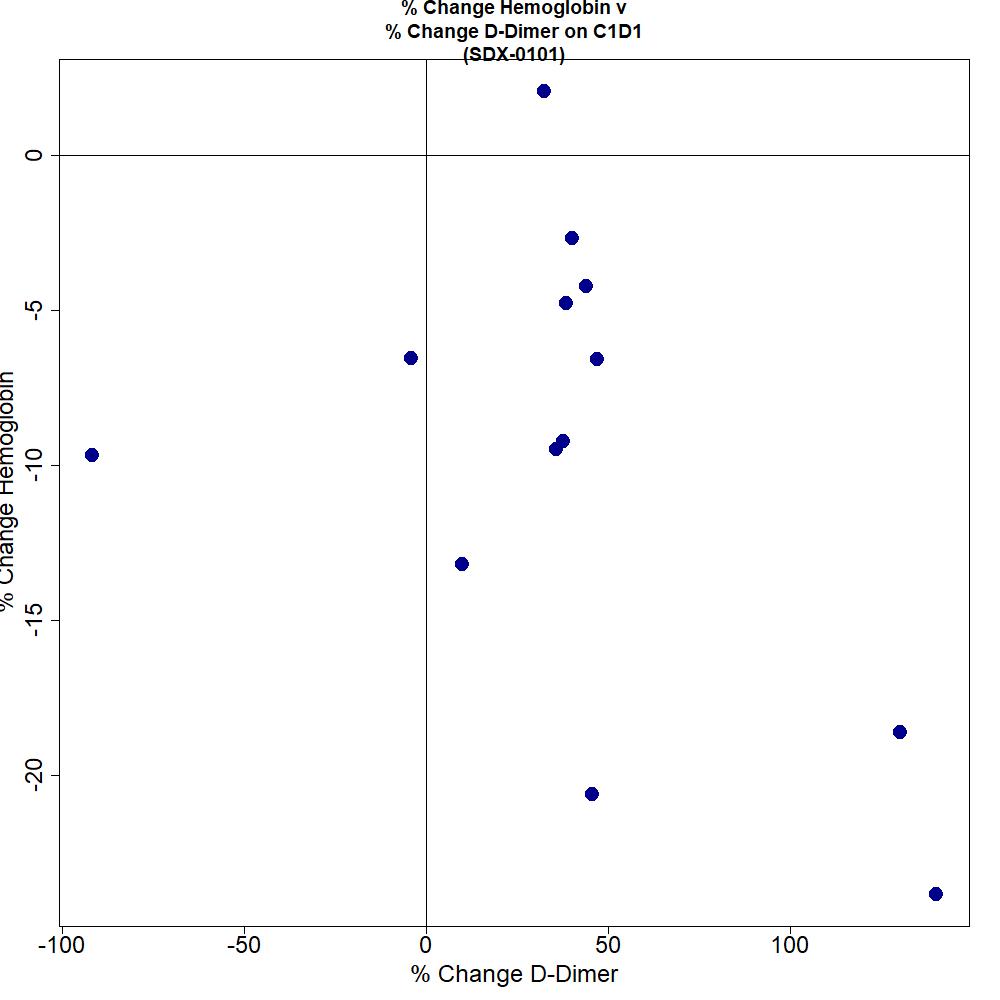 % Change Hemoglobin v
% Change D-Dimer on C1D1
(SDX-0101)
% Change Hemoglobin
0
-5
-10
-15
-20
-100
-50
0
50
100
% Change D-Dimer